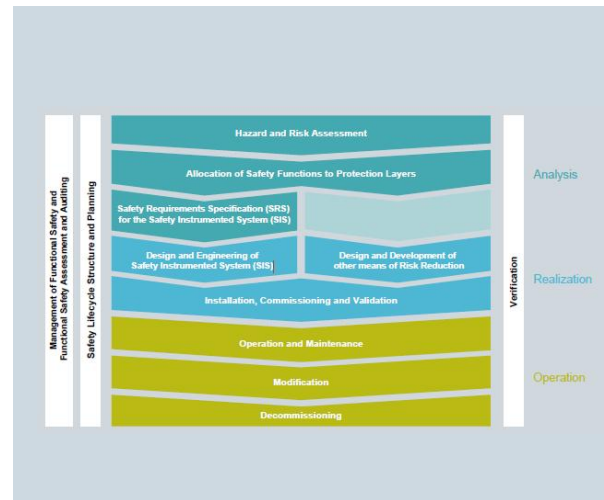 Management of Functional Safety and
Functional Safety Assessment and Auditing
Safety Lifecycle Structure and Planning
Hazard and Risk Assessment
Allocation of Safety Functions to Protection Layers
Safety Requirements Specification (SRS)
for the Safety Instrumented System (SIS)
Design and Engineering of
Safety Instrumented System (SIS)
Design and Development of
other means of Risk Reduction
Installation, Commissioning and Validation
Operation and Maintenance
Modification
Decommissioning
Verification
Analysis
Realization
Operation